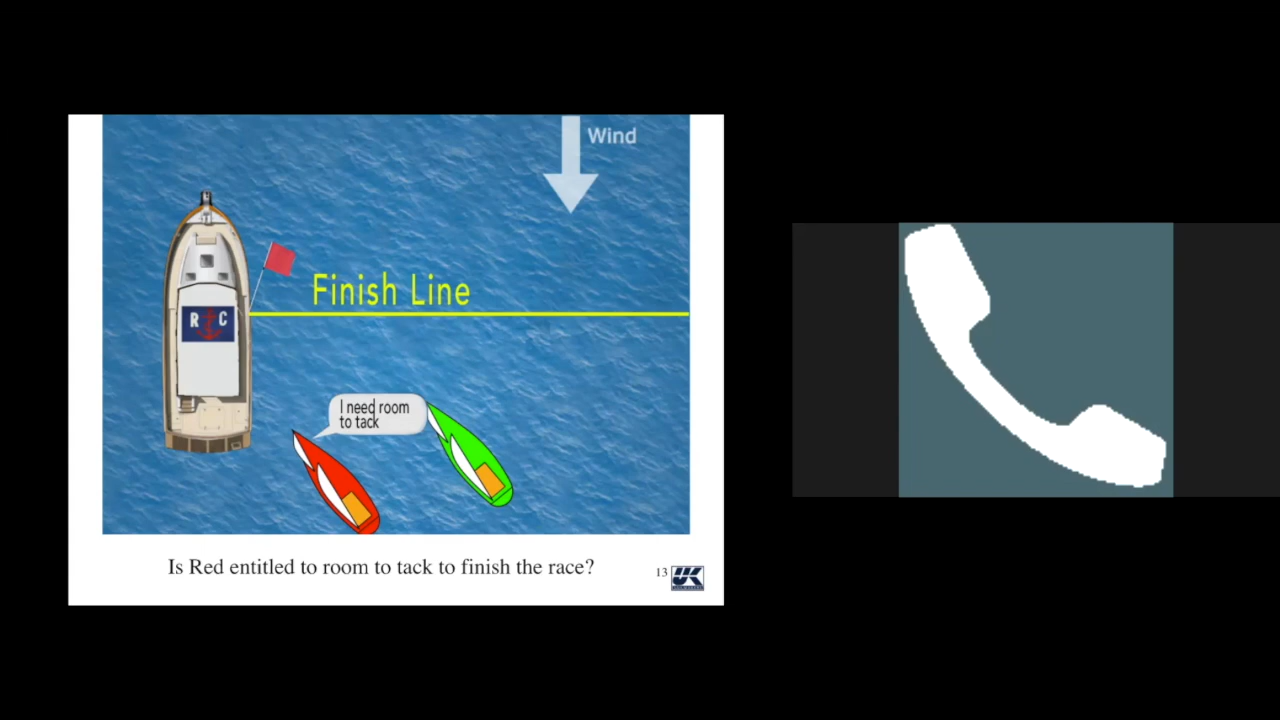 Wind
Finish Line
R C
I need room
to tack
Is Red entitled to room to tack to finish the race?
13
UK